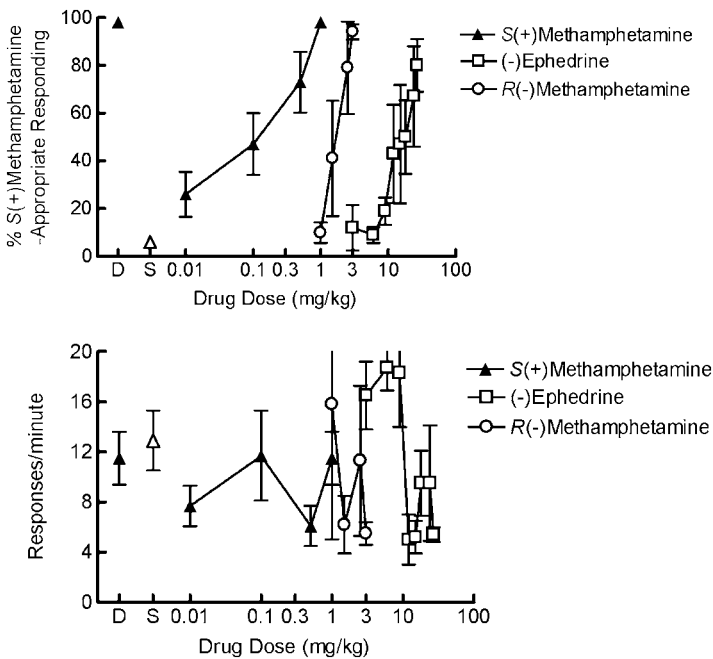 % S(+)Methamphetamine
-Appropriate Responding
100
80
60
40
20
0
D S 0.01 0.1 0.3 1 3 10 100
Drug Dose (mg/kg)
S(+)Methamphetamine
(-)Ephedrine
R(-)Methamphetamine
Responses/minute
20
16
12
8
4
0
D S 0.01 0.1 0.3 1 3 10 100
Drug Dose (mg/kg)
S(+)Methamphetamine
(-)Ephedrine
R(-)Methamphetamine